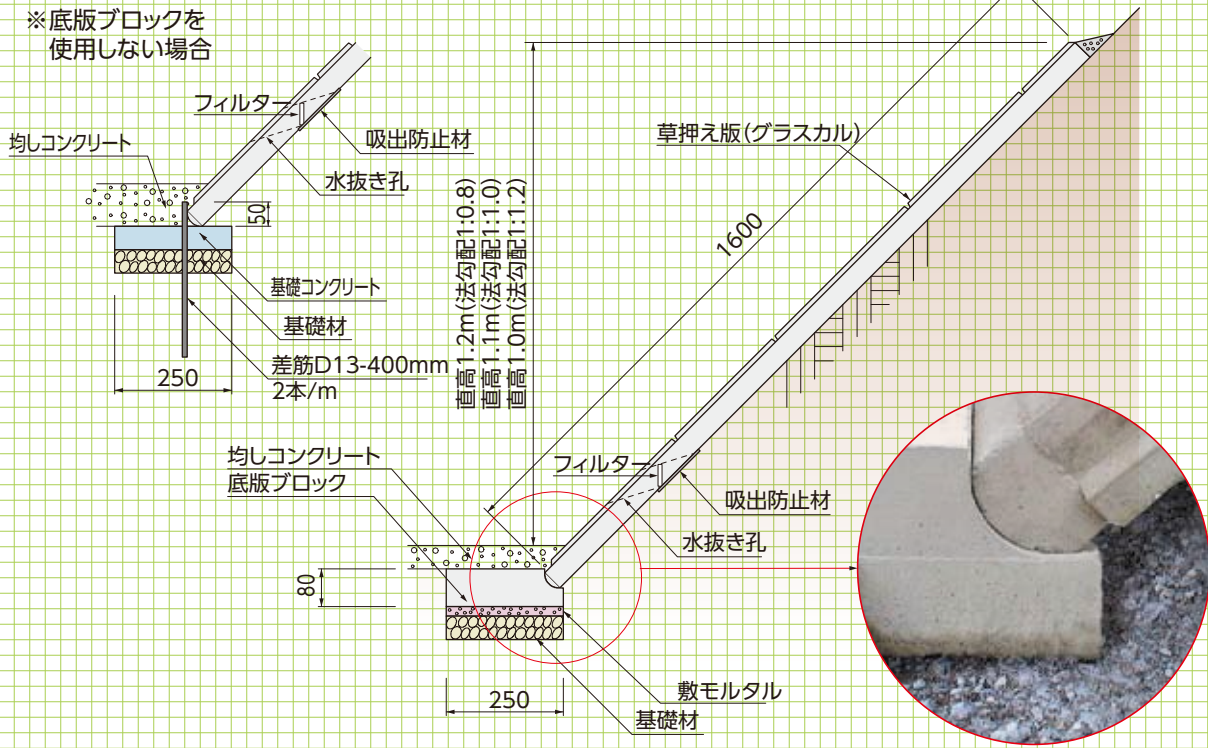 ※底版ブロックを
使用しない場合
フィルター
均しコンクリート
吸出防止材
水抜き孔
50
基礎コンクリート
基礎材
差筋D13-400mm
2本/m
250
直高1.2m(法勾配1:0.8)
直高1.1m(法勾配1:1.0)
直高1.0m(法勾配1:1.2)
草押え版(グラスカル)
1600
均しコンクリート
底版ブロック
フィルター
吸出防止材
水抜き孔
80
250
敷モルタル
基礎材